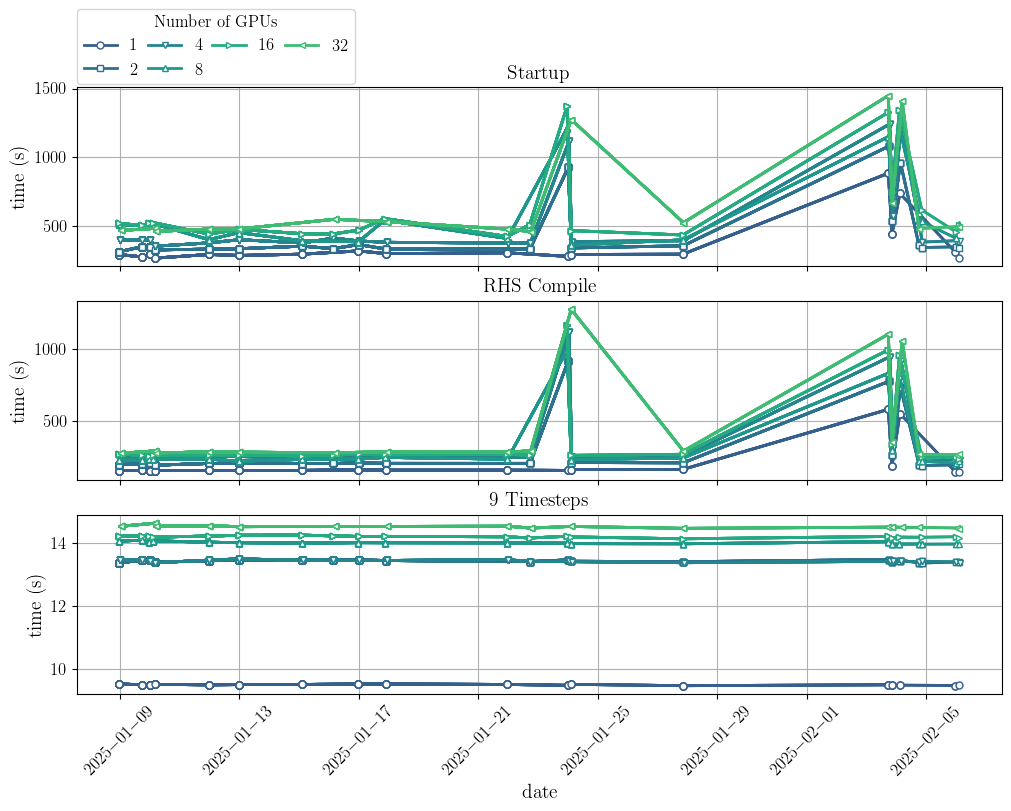 Number of GPUs
1 4 16 32
2 8
Startup
1500
1000
500
time (s)
RHS Compile
1000
500
time (s)
9 Timesteps
14
12
10
time (s)
2025−01−09 2025−01−13 2025−01−17 2025−01−21 2025−01−25 2025−01−29 2025−02−01 2025−02−05
date